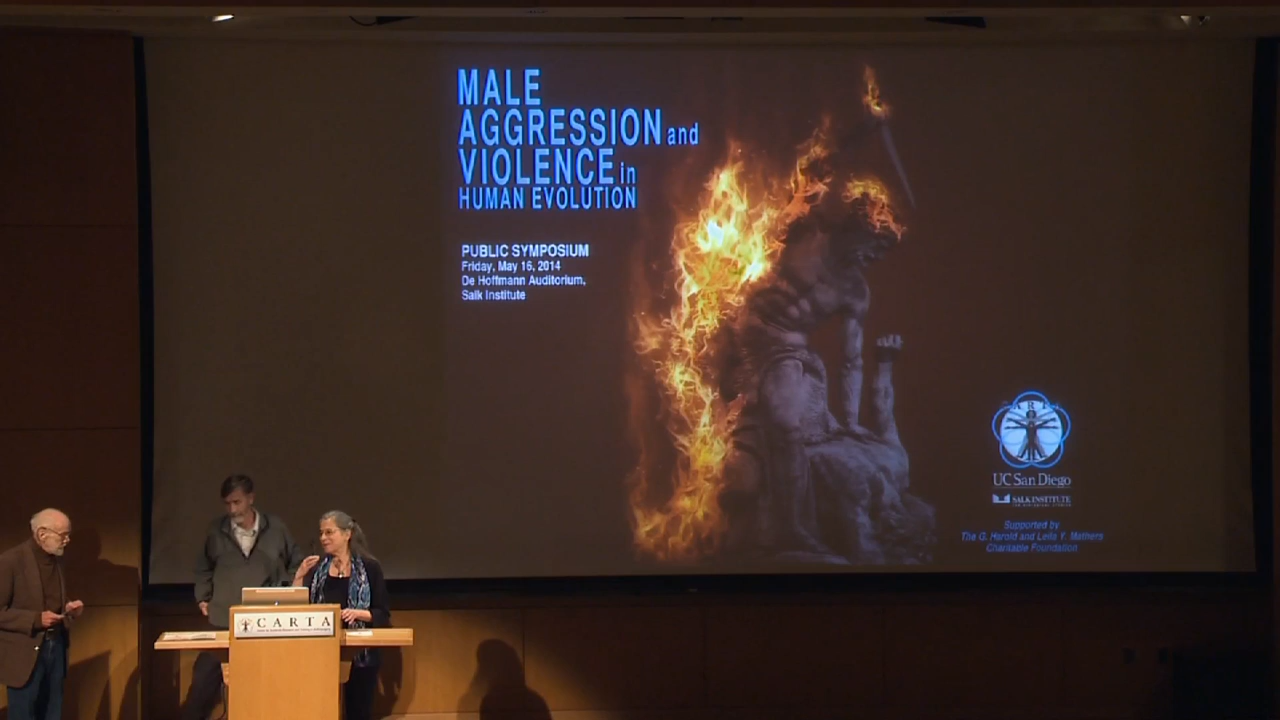 MALE
AGGRESSION and
VIOLENCE in
HUMAN EVOLUTION
PUBLIC SYMPOSIUM
Friday, May 16, 2014
De Hoffmann Auditorium,
Salk Institute
CARTA
UC San Diego
SALK INSTITUTE
Supported by
The G. Harold and Leila Y. Mathers
Charitable Foundation
CARTA